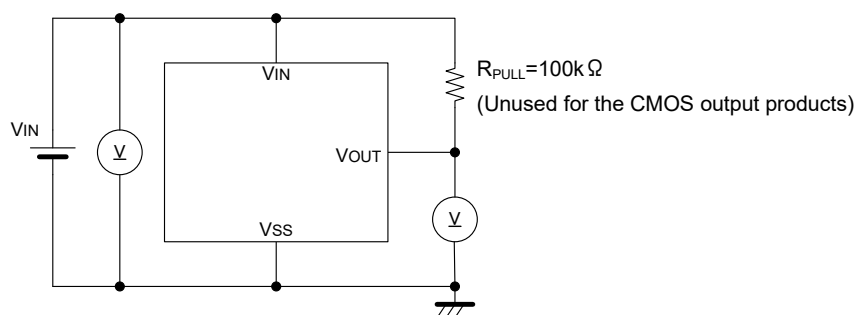 VIN
RPULL=100kΩ
(Unused for the CMOS output products)
VIN
V
VOUT
V
VSS